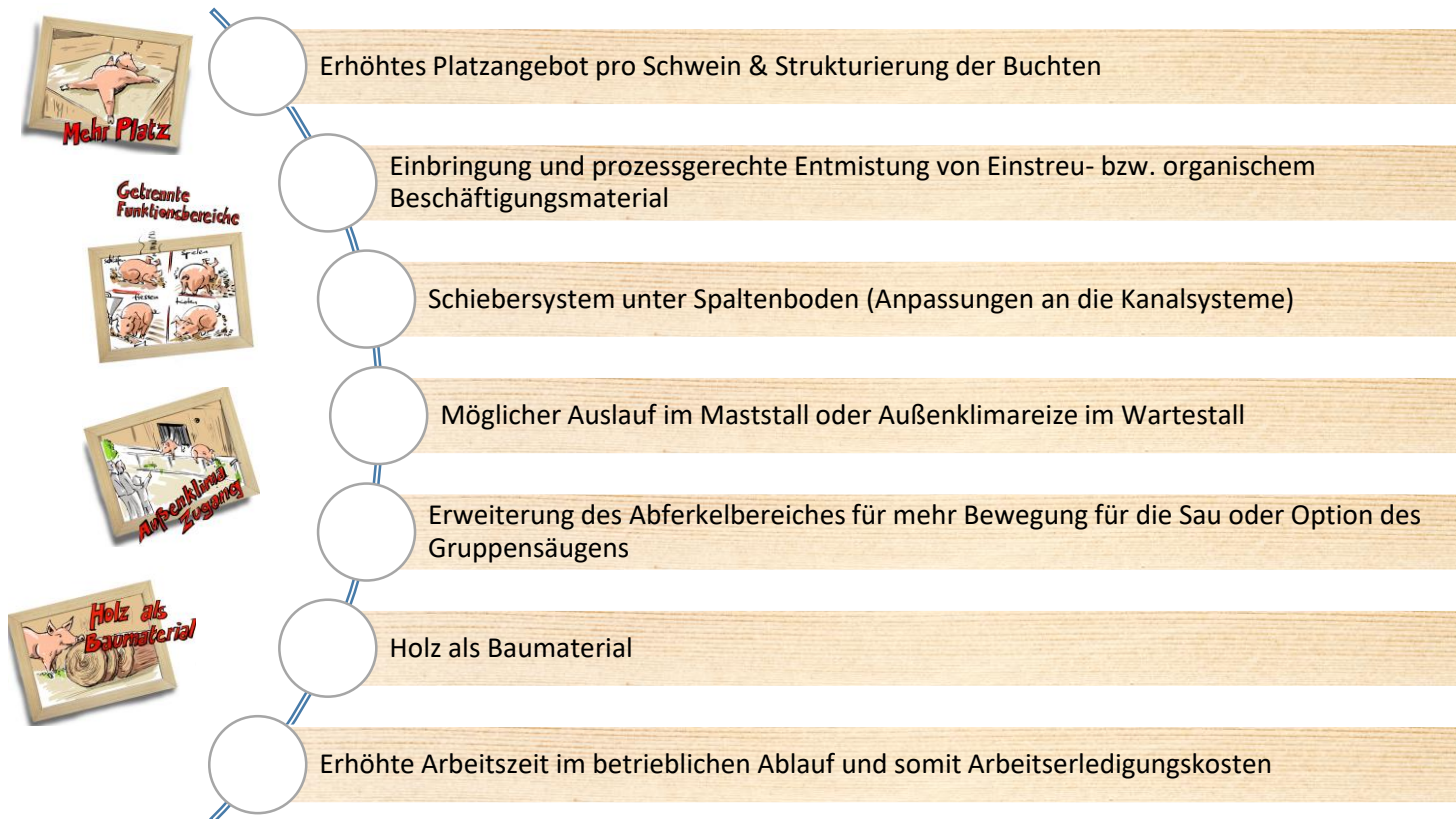 Erhöhtes Platzangebot pro Schwein & Strukturierung der Buchten
Mehr Platz
Einbringung und prozessgerechte Entmistung von Einstreu- bzw. organischem
Beschäftigungsmaterial
Getrennte
Funktionsbereiche
Schiebersystem unter Spaltenboden (Anpassungen an die Kanalsysteme)
Möglicher Auslauf im Maststall oder Außenklimareize im Wartestall
Außenklima
Zugang
Erweiterung des Abferkelbereiches für mehr Bewegung für die Sau oder Option des
Gruppensäugens
Holz als
Baumaterial
Holz als Baumaterial
Erhöhte Arbeitszeit im betrieblichen Ablauf und somit Arbeitserledigungskosten